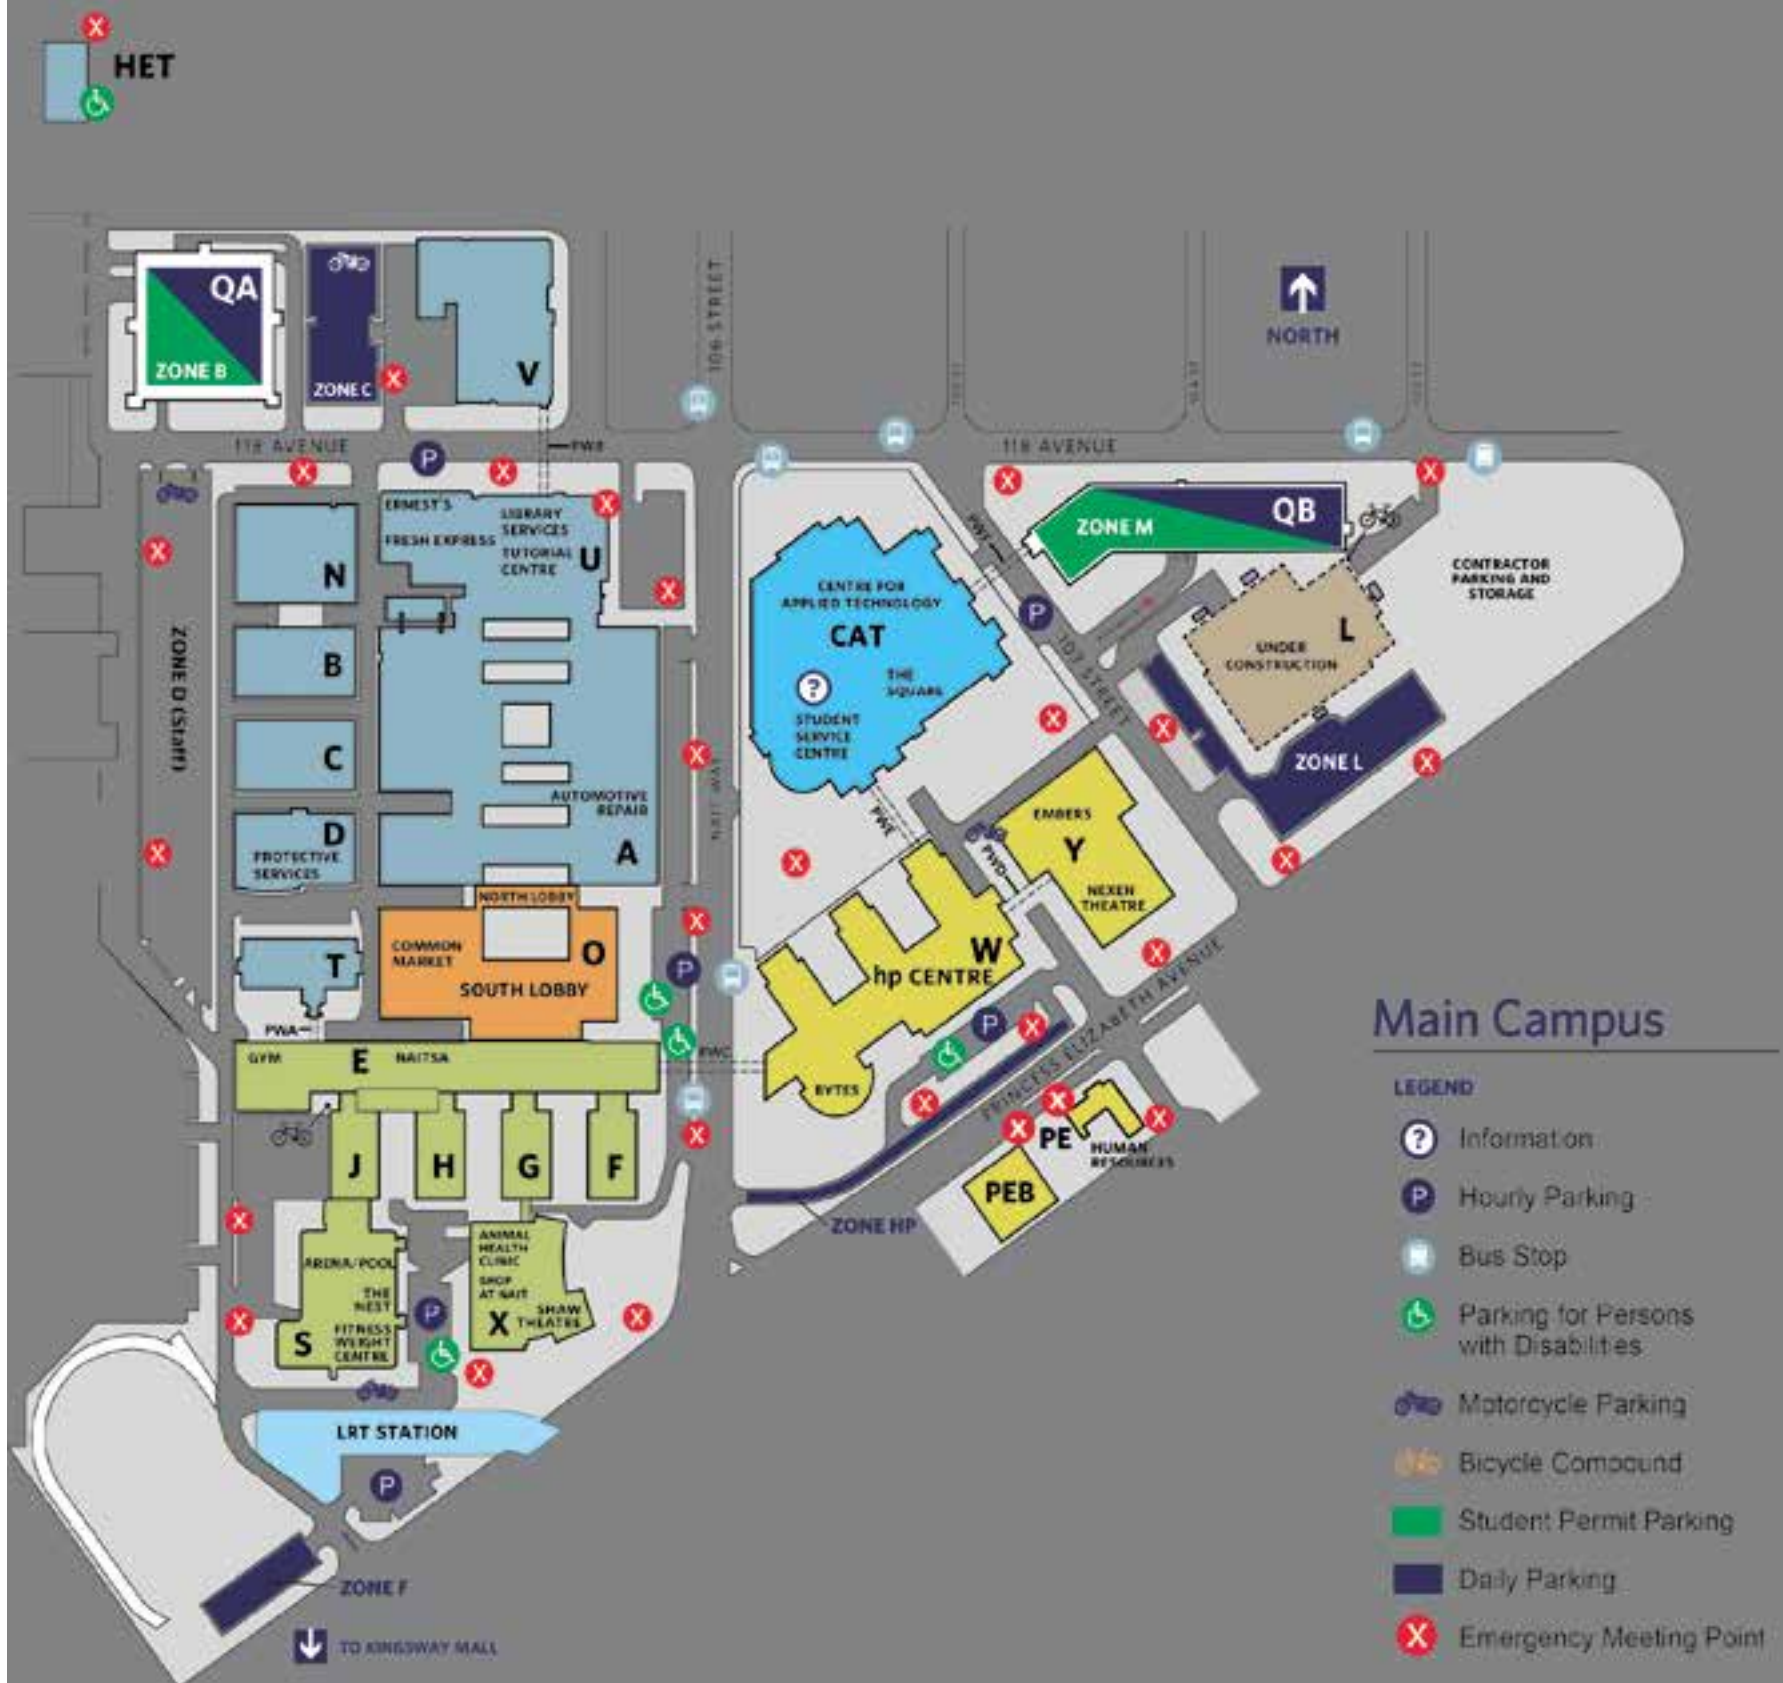 HET
QA
ZONE B
ZONE C
V
106 STREET
NORTH
118 AVENUE
P
118 AVENUE
ERNEST'S
LIBRARY
SERVICES
FRESH EXPRESS
TUTORIAL
CENTRE
U
N
B
C
D
PROTECTIVE
SERVICES
ZONE D (Staff)
AUTOMOTIVE
REPAIR
A
NAIT WAY
CENTRE FOR
APPLIED TECHNOLOGY
CAT
?
THE
SQUARE
STUDENT
SERVICE
CENTRE
PWF
ZONE M
QB
P
107 STREET
UNDER
CONSTRUCTION
L
CONTRACTOR
PARKING AND
STORAGE
ZONE L
PWE
EMBERS
Y
PWD
NEXEN
THEATRE
NORTH LOBBY
COMMON
MARKET
O
SOUTH LOBBY
T
PWA
W
hp CENTRE
BYTES
P
P
PRINCESS ELIZABETH AVENUE
PWC
GYM
E
NAITSA
J
H
G
F
PE
HUMAN
RESOURCES
PEB
ZONE HP
ARENA/POOL
THE
NEST
S
FITNESS
WEIGHT
CENTRE
P
ANIMAL
HEALTH
CLINIC
SHOP
AT NAIT
X
SHAW
THEATRE
LRT STATION
P
ZONE F
TO KINGSWAY MALL
Main Campus
LEGEND
? Information
P Hourly Parking
Bus Stop
Parking for Persons
with Disabilities
Motorcycle Parking
Bicycle Compound
Student Permit Parking
Daily Parking
X Emergency Meeting Point